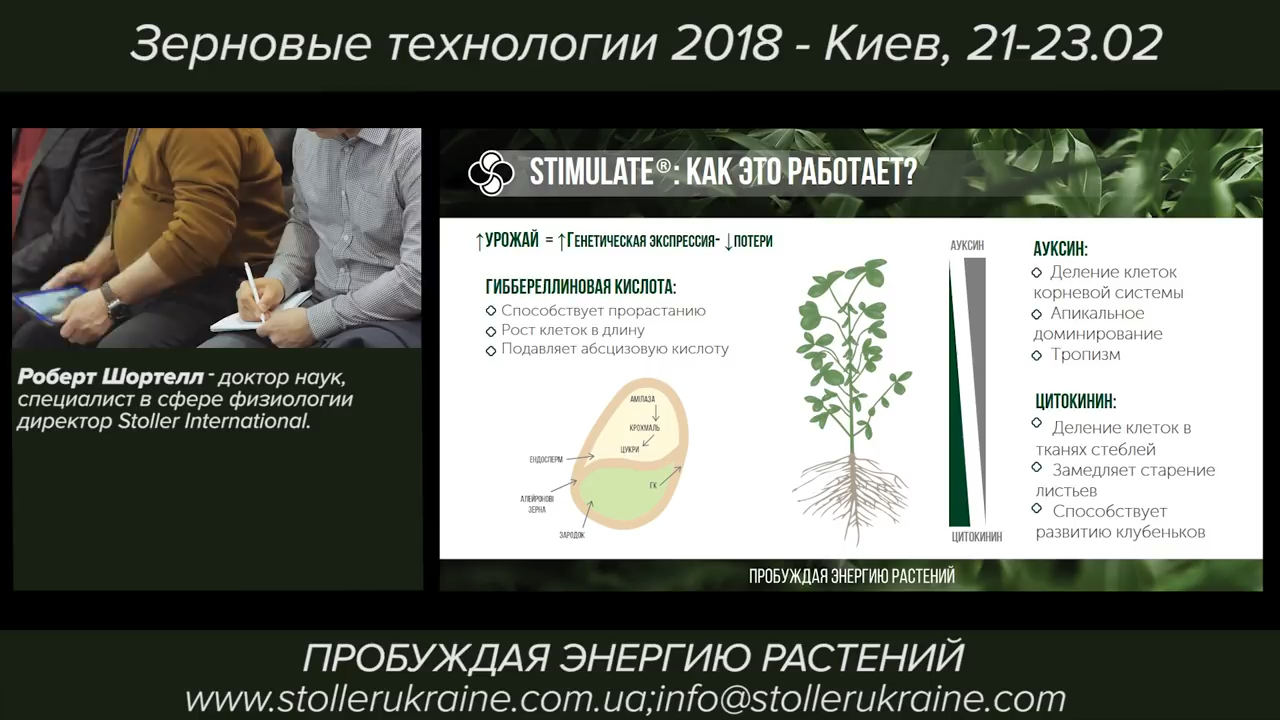 Зерновые технологии 2018 - Киев, 21-23.02
Роберт Шортелл - доктор наук,
специалист в сфере физиологии
директор Stoller International.
STIMULATE®: КАК ЭТО РАБОТАЕТ?
↑УРОЖАЙ = ↑ГЕНЕТИЧЕСКАЯ ЭКСПРЕССИЯ- ↓ПОТЕРИ
ГИББЕРЕЛЛИНОВАЯ КИСЛОТА:
Способствует прорастанию
Рост клеток в длину
Подавляет абсцизовую кислоту
АМІЛАЗА
КРОХМАЛЬ
ЦУКРИ
ЕНДОСПЕРМ
ГК
АЛЕЙРОНОВІ
ЗЕРНА
ЗАРОДОК
АУКСИН
ЦИТОКИНИН
АУКСИН:
Деление клеток
корневой системы
Апикальное
доминирование
Тропизм
ЦИТОКИНИН:
Деление клеток в
тканях стеблей
Замедляет старение
листьев
Способствует
развитию клубеньков
ПРОБУЖДАЯ ЭНЕРГИЮ РАСТЕНИЙ
ПРОБУЖДАЯ ЭНЕРГИЮ РАСТЕНИЙ
www.stollerukraine.com.ua;info@stollerukraine.com